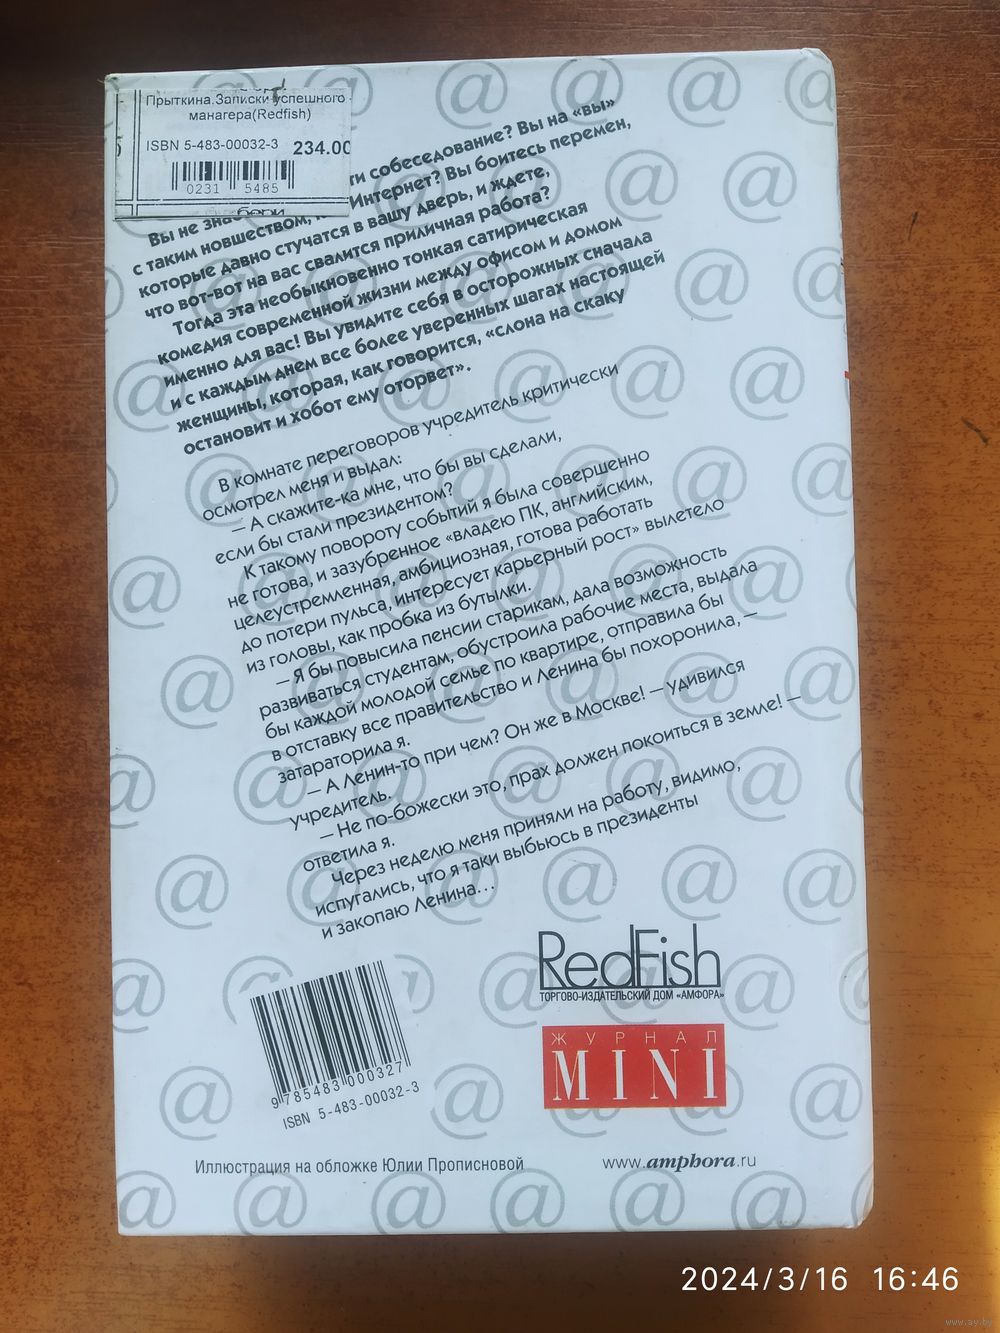 Прыткина.Записки успешного
манагера(Redfish)
ISBN 5-483-00032-3 234.00
0231 5485
Вы не собеседование? Вы на «вы»
с таким новшеством, Интернет? Вы боитесь перемен,
которые давно стучатся в вашу дверь, и ждете,
что вот-вот на вас свалится приличная работа?
Тогда эта необыкновенно тонкая сатирическая
комедия современной жизни между офисом и домом
именно для вас! Вы увидите себя в осторожных сначала
и с каждым днем все более уверенных шагах настоящей
женщины, которая, как говорится, «слона на скаку
остановит и хобот ему оторвет».
В комнате переговоров учредитель критически
осмотрел меня и выдал:
— А скажите-ка мне, что бы вы сделали,
если бы стали президентом?
К такому повороту событий я была совершенно
не готова, и зазубренное «владею ПК, английским,
целеустремленная, амбициозная, готова работать
до потери пульса, интересует карьерный рост» вылетело
из головы, как пробка из бутылки.
— Я бы повысила пенсии старикам, дала возможность
развиваться студентам, обустроила рабочие места, выдала
бы каждой молодой семье по квартире, отправила бы
в отставку все правительство и Ленина бы похоронила, —
затараторила я.
— А Ленин-то при чем? Он же в Москве! — удивился
учредитель.
— Не по-божески это, прах должен покоиться в земле! —
ответила я.
Через неделю меня приняли на работу, видимо,
испугались, что я таки выбьюсь в президенты
и закопаю Ленина...
RedFish
ТОРГОВО-ИЗДАТЕЛЬСКИЙ ДОМ «АМФОРА»
ЖУРНАЛ
MINI
9 785483 000327
ISBN 5-483-00032-3
Иллюстрация на обложке Юлии Прописновой
www.amphora.ru
2024/3/16 16:46
www.ay.by